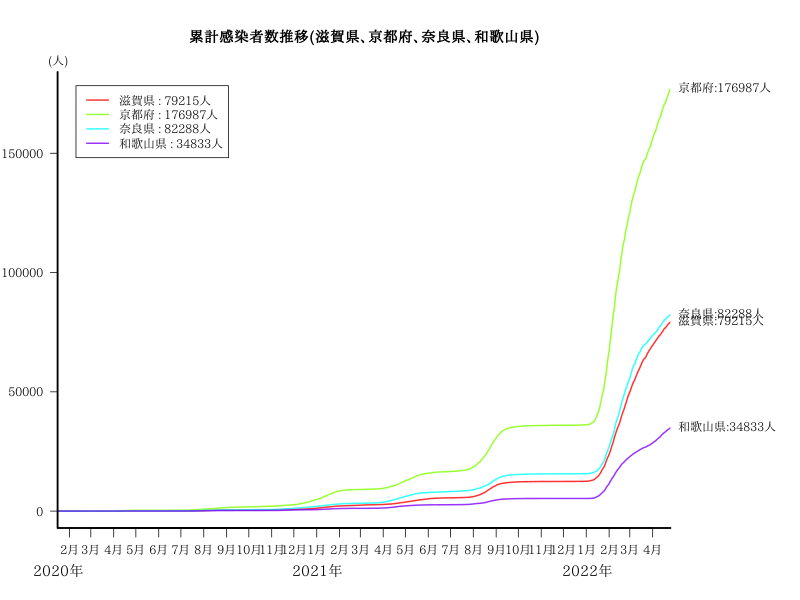 累計感染者数推移(滋賀県、京都府、奈良県、和歌山県)
(人)
滋賀県 : 79215人
京都府 : 176987人
奈良県 : 82288人
和歌山県 : 34833人
京都府:176987人
150000
100000
奈良県:82288人
滋賀県:79215人
50000
和歌山県:34833人
0
2月 3月 4月 5月 6月 7月 8月 9月 10月 11月 12月 1月 2月 3月 4月 5月 6月 7月 8月 9月 10月 11月 12月 1月 2月 3月 4月
2020年 2021年 2022年